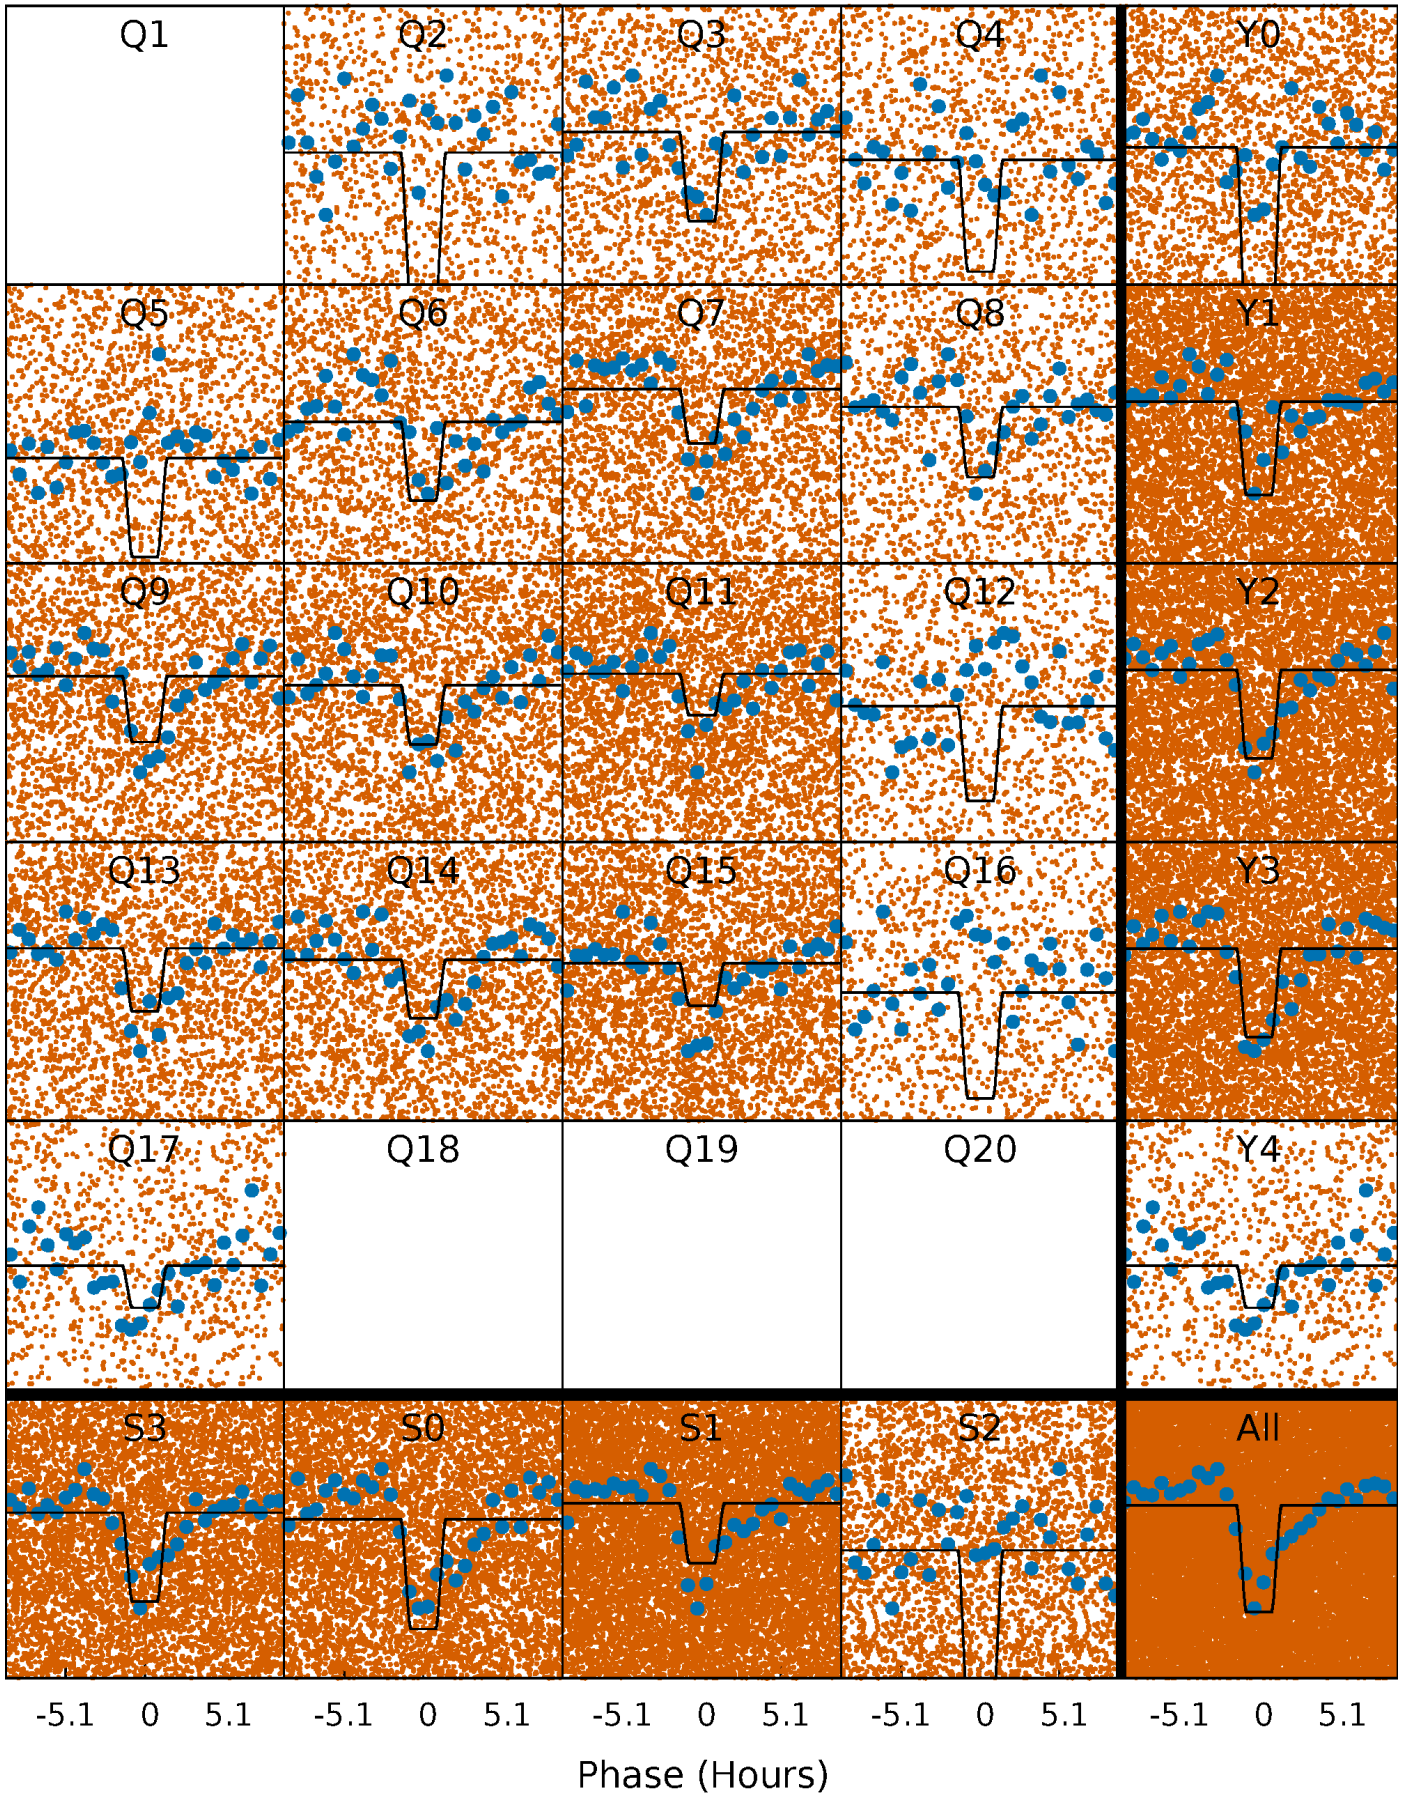 Q1 Q2 Q3 Q4 Y0
Q5 Q6 Q7 Q8 Y1
Q9 Q10 Q11 Q12 Y2
Q13 Q14 Q15 Q16 Y3
Q17 Q18 Q19 Q20 Y4
S3 S0 S1 S2 All
-5.1 0 5.1 -5.1 0 5.1 -5.1 0 5.1 -5.1 0 5.1 -5.1 0 5.1
Phase (Hours)